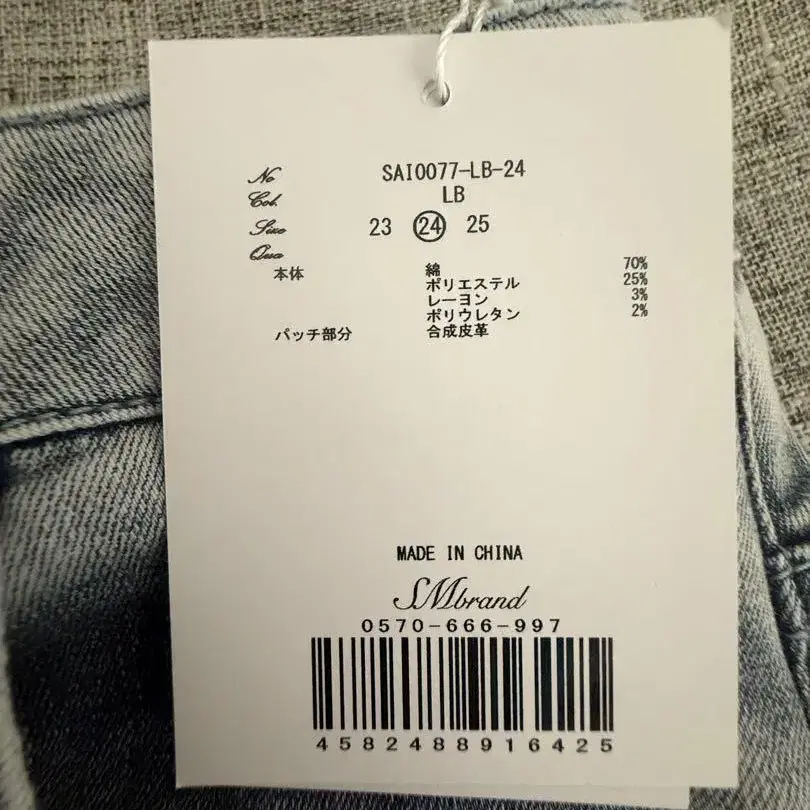 No SAI0077-LB-24
Col. LB
Size 23 24 25
Qua
本体 綿 70%
ポリエステル 25%
レーヨン 3%
ポリウレタン 2%
パッチ部分 合成皮革
MADE IN CHINA
SMbrand
0570-666-997
4582488916425